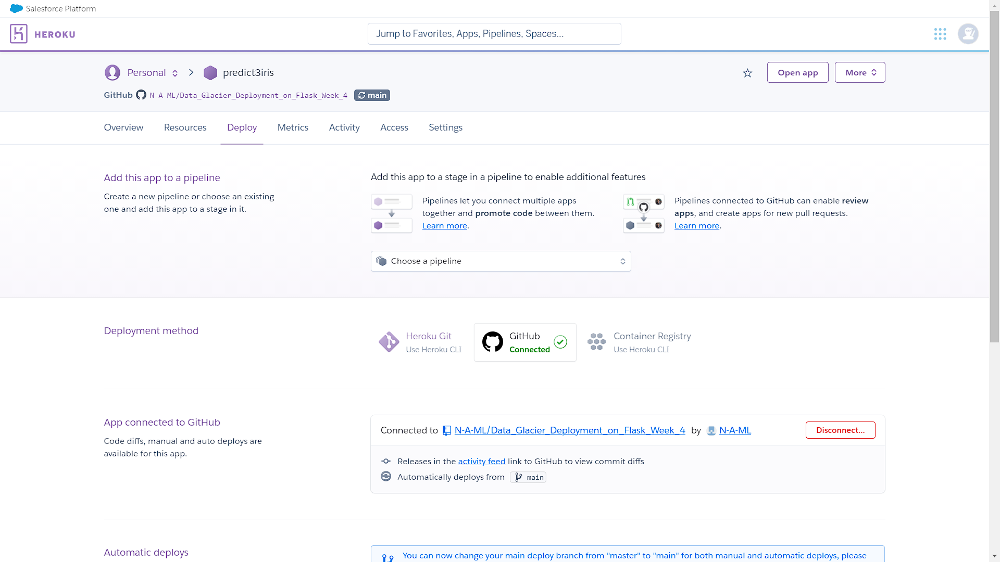 Salesforce Platform
HEROKU
Jump to Favorites, Apps, Pipelines, Spaces...
Personal
predict3iris
Open app
More
GitHub N-A-ML/Data_Glacier_Deployment_on_Flask_Week_4 main
Overview Resources Deploy Metrics Activity Access Settings
Add this app to a pipeline
Create a new pipeline or choose an existing
one and add this app to a stage in it.
Add this app to a stage in a pipeline to enable additional features
Pipelines let you connect multiple apps
together and promote code between them.
Learn more.
Pipelines connected to GitHub can enable review
apps, and create apps for new pull requests.
Learn more.
Choose a pipeline
Deployment method
Heroku Git
Use Heroku CLI
GitHub
Connected
Container Registry
Use Heroku CLI
App connected to GitHub
Code diffs, manual and auto deploys are
available for this app.
Connected to N-A-ML/Data_Glacier_Deployment_on_Flask_Week_4 by N-A-ML
Disconnect...
Releases in the activity feed link to GitHub to view commit diffs
Automatically deploys from main
Automatic deploys
You can now change your main deploy branch from "master" to "main" for both manual and automatic deploys, please